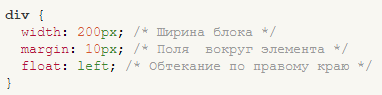 div {
  width: 200px; /* Ширина блока */
  margin: 10px; /* Поля  вокруг элемента */
  float: left; /* Обтекание по правому краю */
}